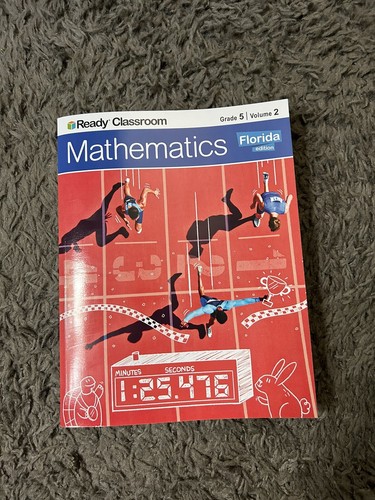 Ready Classroom
Grade 5 | Volume 2
Mathematics
Florida
edition
MINUTES SECONDS
1:25.476